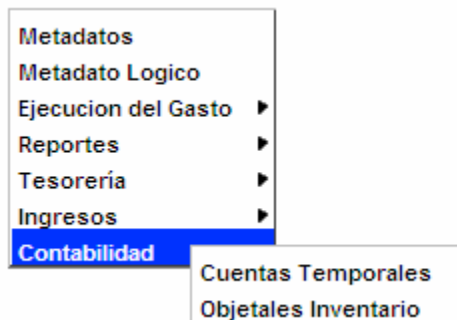 Metadatos
Metadato Logico
Ejecucion del Gasto
Reportes
Tesorería
Ingresos
Contabilidad
Cuentas Temporales
Objetales Inventario